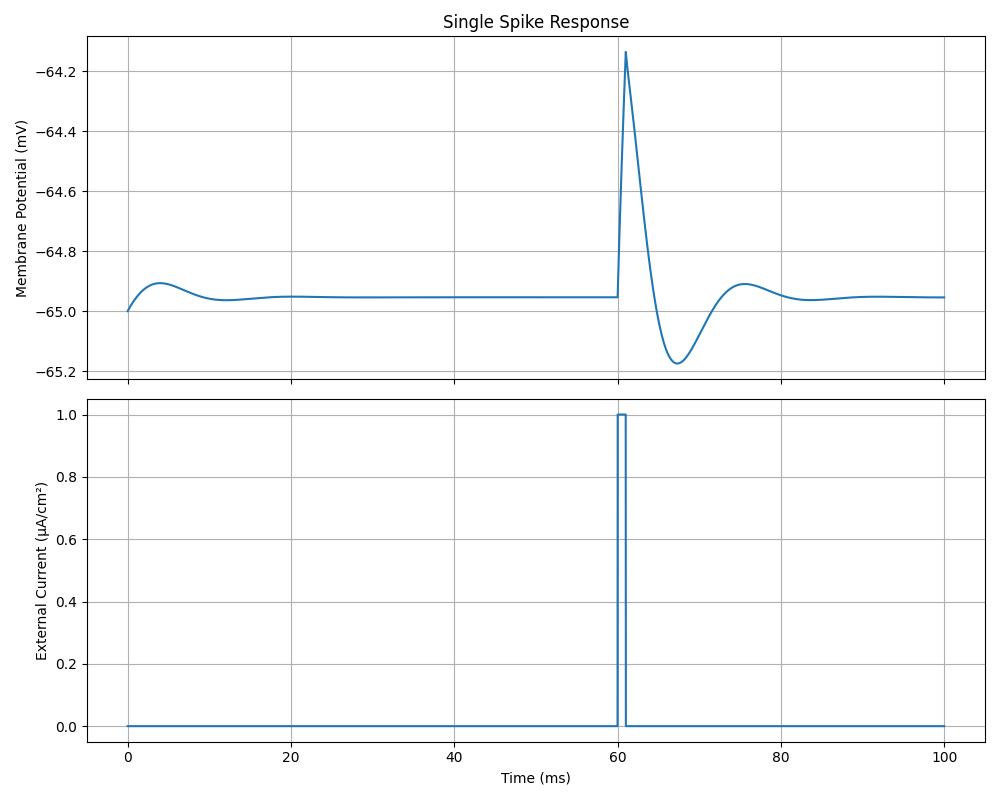 Single Spike Response
Membrane Potential (mV)
−64.2
−64.4
−64.6
−64.8
−65.0
−65.2
External Current (µA/cm²)
1.0
0.8
0.6
0.4
0.2
0.0
0 20 40 60 80 100
Time (ms)